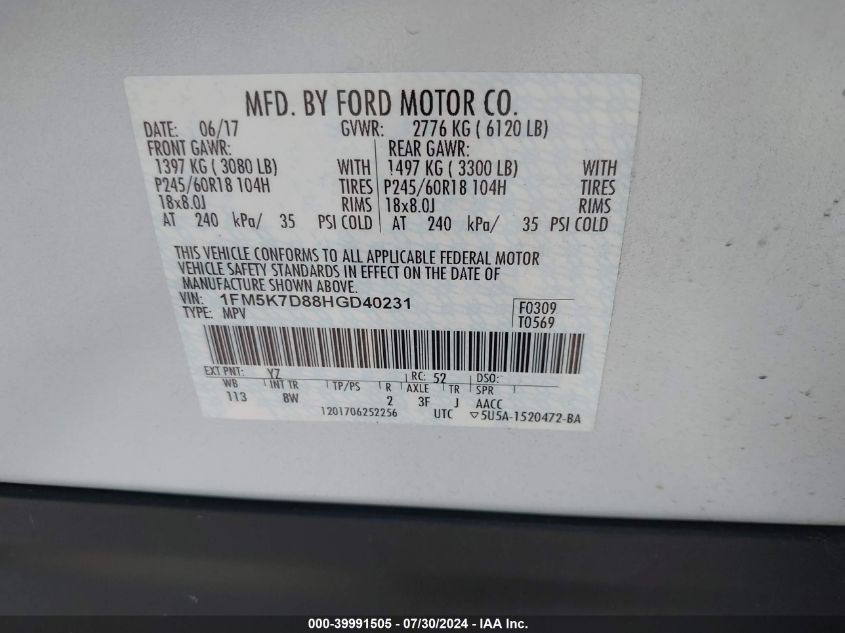 MFD. BY FORD MOTOR CO.
DATE: 06/17 GVWR: 2776 KG ( 6120 LB)
FRONT GAWR: REAR GAWR:
1397 KG ( 3080 LB) WITH 1497 KG ( 3300 LB) WITH
P245/60R18 104H TIRES P245/60R18 104H TIRES
18x8.0J RIMS 18x8.0J RIMS
AT 240 kPa/ 35 PSI COLD AT 240 kPa/ 35 PSI COLD
THIS VEHICLE CONFORMS TO ALL APPLICABLE FEDERAL MOTOR
VEHICLE SAFETY STANDARDS IN EFFECT ON THE DATE OF
MANUFACTURE SHOWN ABOVE.
VIN: 1FM5K7D88HGD40231 F0309
TYPE: MPV T0569
EXT PNT: YZ RC: 52 DSO:
WB INT TR TP/PS R AXLE TR SPR
113 8W 2 3F J AACC
1201706252256 UTC ▽5U5A-1520472-BA
000-39991505 - 07/30/2024 - IAA Inc.